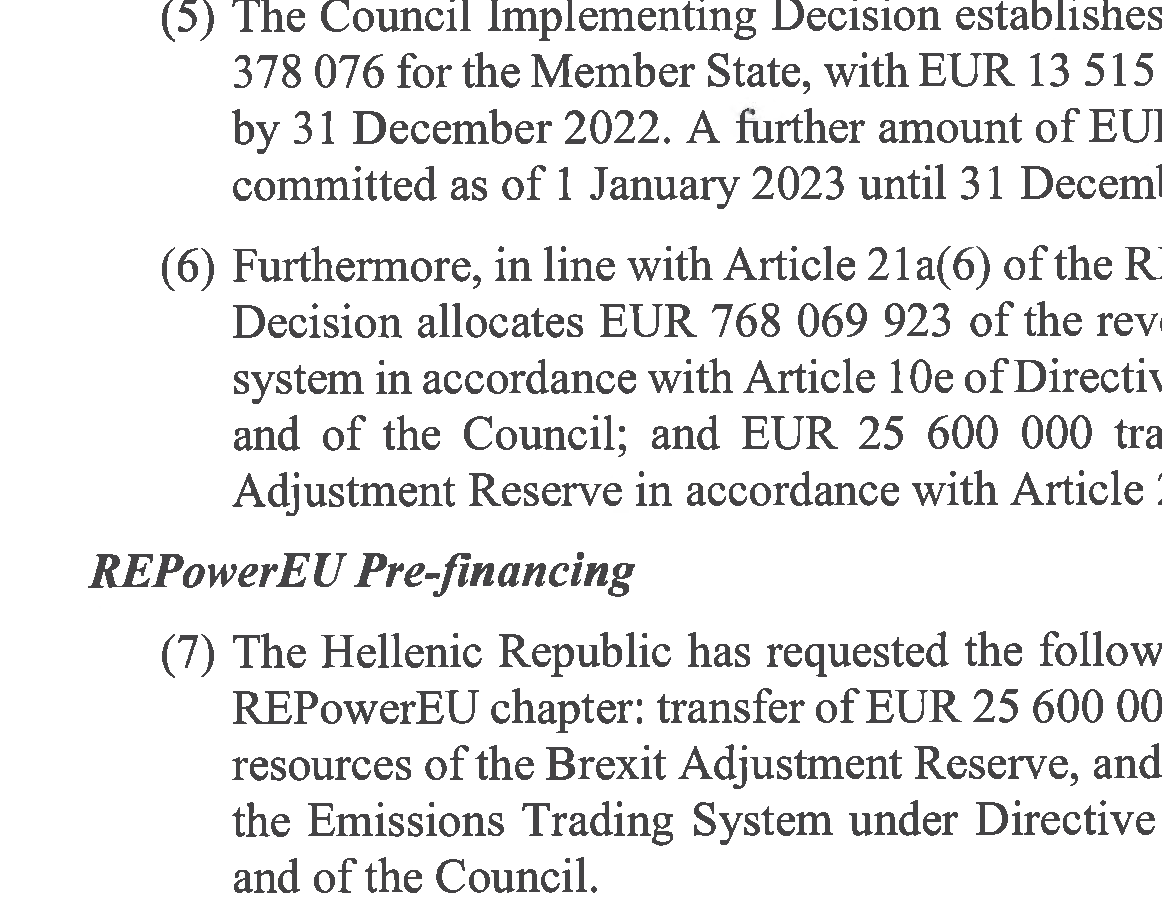 (5) The Council Implementing Decision establishes
378 076 for the Member State, with EUR 13 515
by 31 December 2022. A further amount of
committed as of 1 January 2023 until 31
(6) Furthermore, in line with Article 21a(6) of the
Decision allocates EUR 768 069 923 of the
system in accordance with Article 10e of
and of the Council; and EUR 25 600 000
Adjustment Reserve in accordance with Article
REPowerEU Pre-financing
(7) The Hellenic Republic has requested the
REPowerEU chapter: transfer of EUR 25 600
resources of the Brexit Adjustment Reserve, and
the Emissions Trading System under Directive
and of the Council.